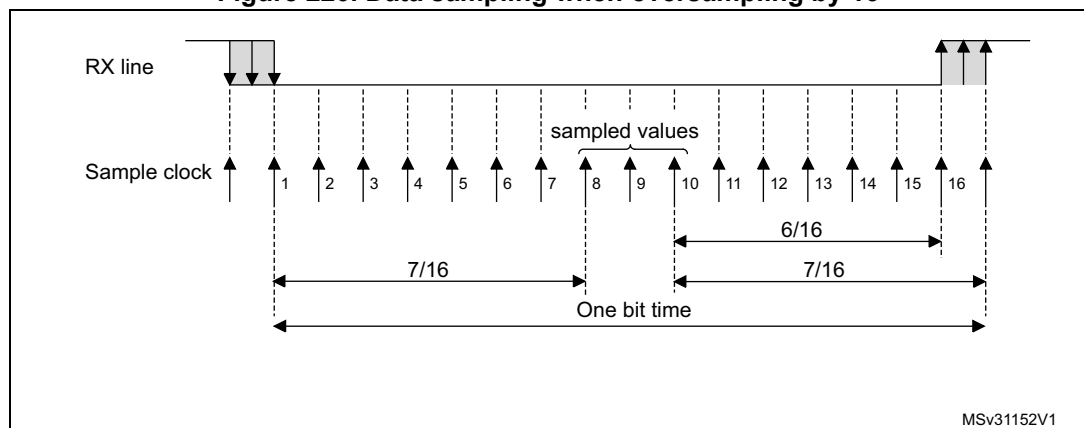 Data sampling when oversampling by 16
RX line
sampled values
Sample clock
1 2 3 4 5 6 7 8 9 10 11 12 13 14 15 16
6/16
7/16 7/16
One bit time
MSv31152V1